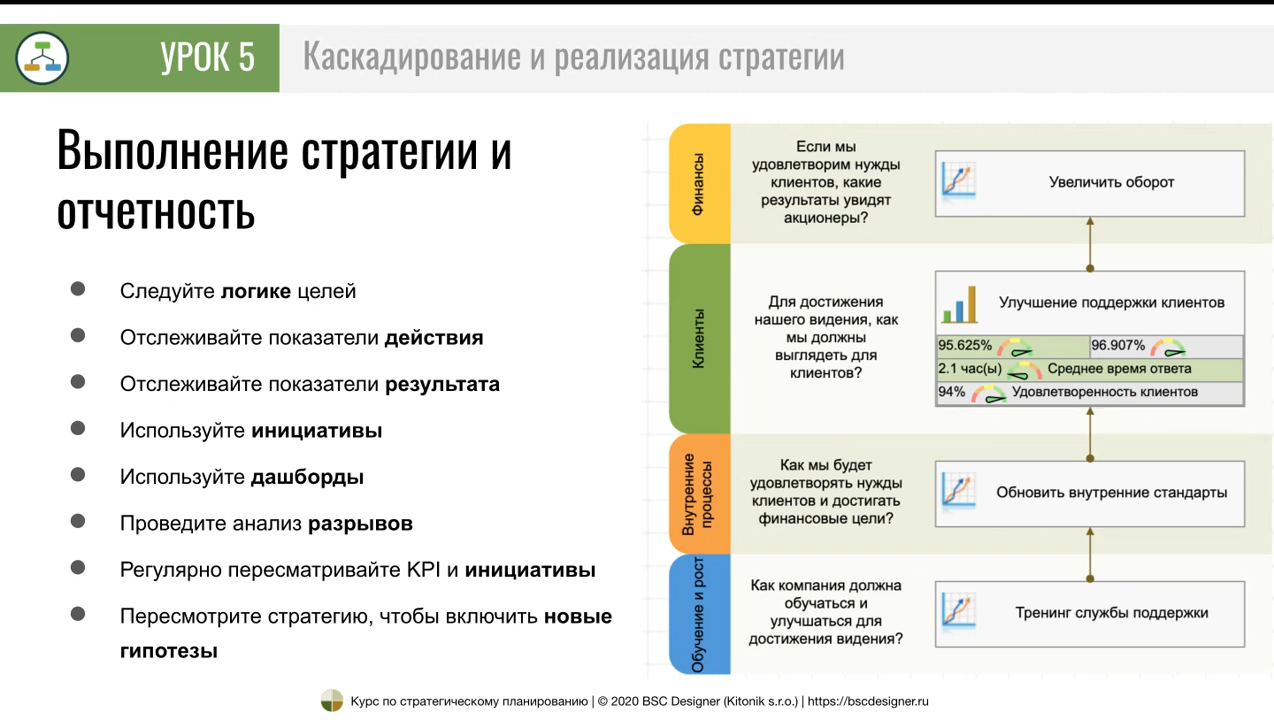 УРОК 5
Каскадирование и реализация стратегии
Выполнение стратегии и
отчетность
Следуйте логике целей
Отслеживайте показатели действия
Отслеживайте показатели результата
Используйте инициативы
Используйте дашборды
Проведите анализ разрывов
Регулярно пересматривайте KPI и инициативы
Пересмотрите стратегию, чтобы включить новые
гипотезы
Финансы
Если мы
удовлетворим нужды
клиентов, какие
результаты увидят
акционеры?
Увеличить оборот
Клиенты
Для достижения
нашего видения, как
мы должны
выглядеть для
клиентов?
Улучшение поддержки клиентов
95.625% 96.907%
2.1 час(ы) Среднее время ответа
94% Удовлетворенность клиентов
Внутренние
процессы
Как мы будет
удовлетворять нужды
клиентов и достигать
финансовые цели?
Обновить внутренние стандарты
Обучение и рост
Как компания должна
обучаться и
улучшаться для
достижения видения?
Тренинг службы поддержки
Курс по стратегическому планированию | © 2020 BSC Designer (Kitonik s.r.o.) | https://bscdesigner.ru